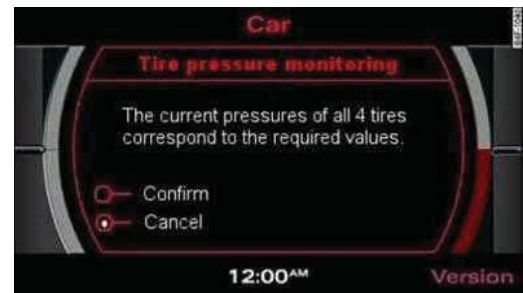 Car
Tire pressure monitoring
The current pressures of all 4 tires
correspond to the required values.
Confirm
Cancel
12:00AM
Version